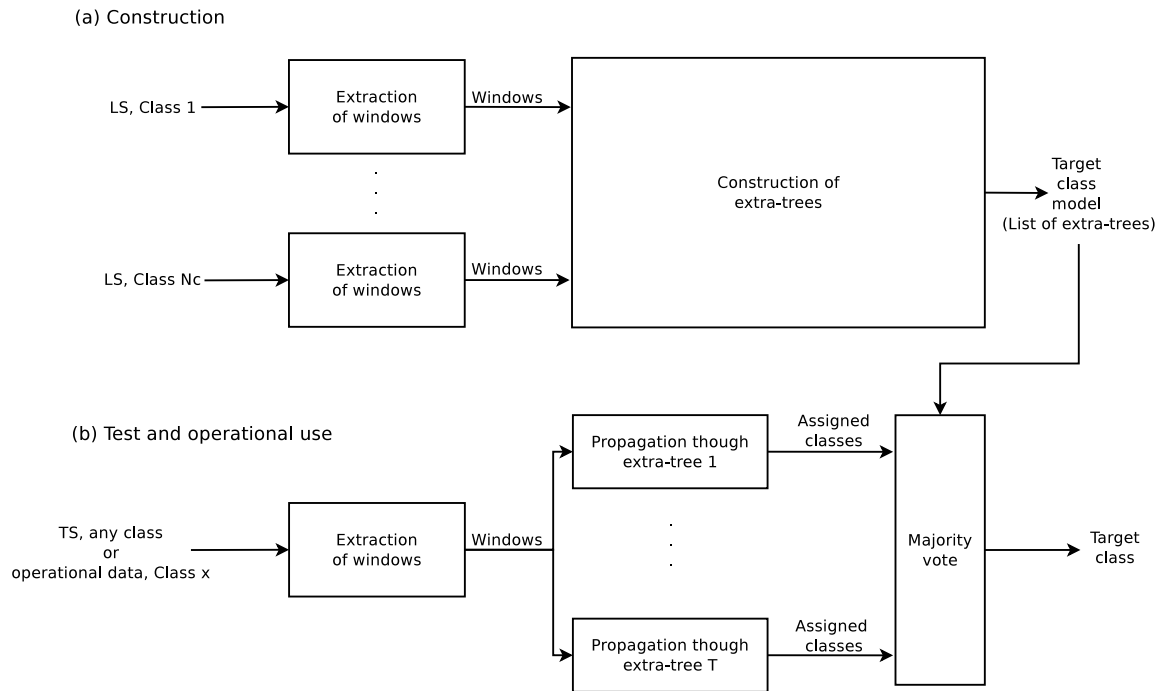 (a) Construction
LS, Class 1
Extraction
of windows
Windows
Construction of
extra-trees
Target
class
model
(List of extra-trees)
LS, Class Nc
Extraction
of windows
Windows
(b) Test and operational use
Propagation though
extra-tree 1
Assigned
classes
TS, any class
or
operational data, Class x
Extraction
of windows
Windows
Majority
vote
Target
class
Propagation though
extra-tree T
Assigned
classes